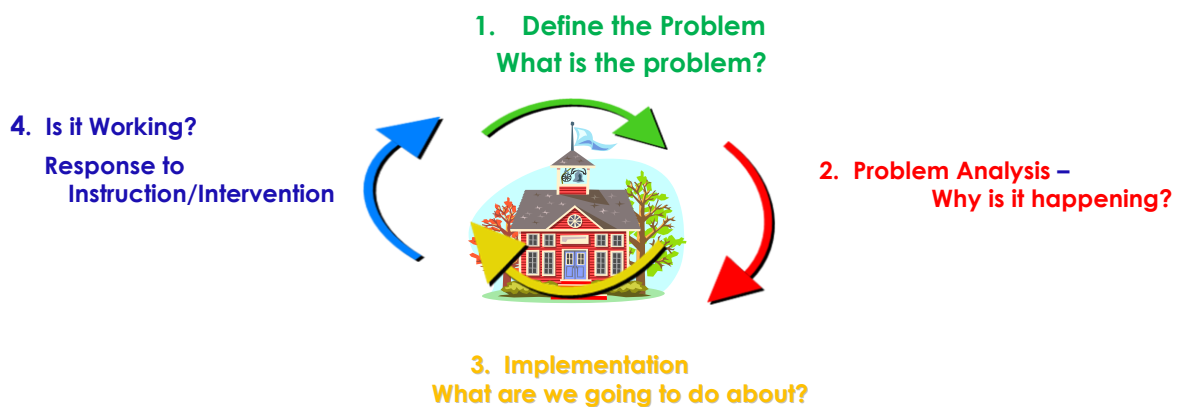 1. Define the Problem
What is the problem?
2. Problem Analysis –
Why is it happening?
3. Implementation
What are we going to do about?
4. Is it Working?
Response to
Instruction/Intervention